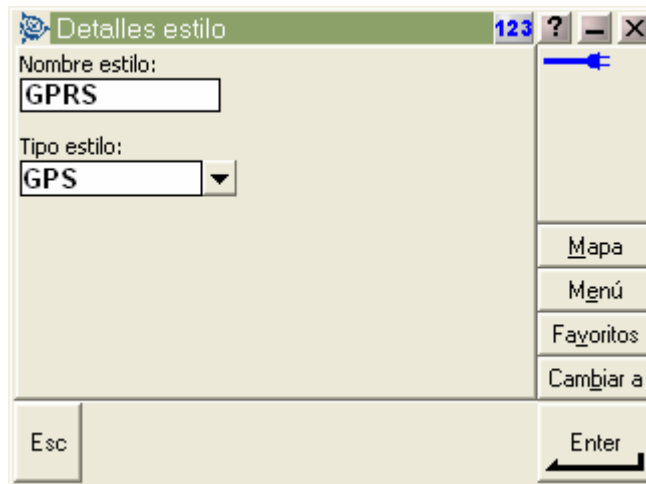 Detalles estilo 123 ?
Nombre estilo:
GPRS
Tipo estilo:
GPS
Mapa
Menú
Favoritos
Cambiar a
Esc
Enter